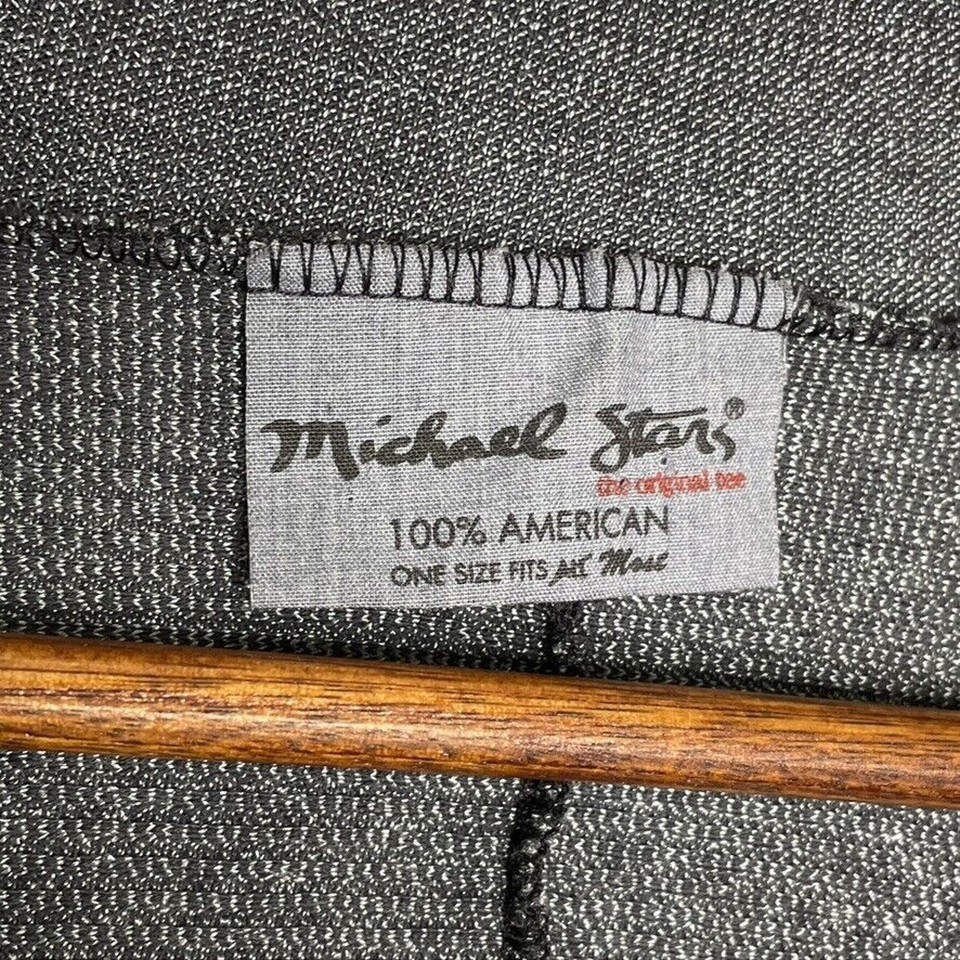 Michael Stars®
the original tee
100% AMERICAN
ONE SIZE FITS All Most